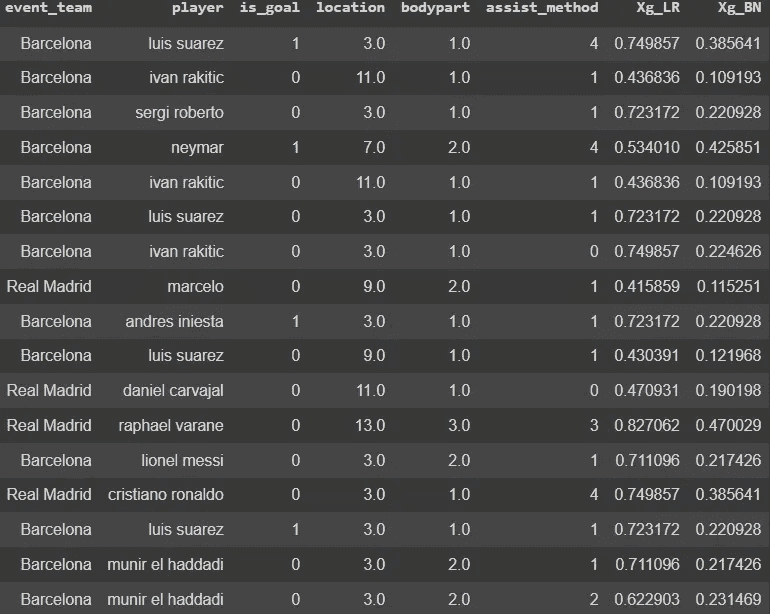 event_team player is_goal location bodypart assist_method Xg_LR Xg_BN
Barcelona luis suarez 1 3.0 1.0 4 0.749857 0.385641
Barcelona ivan rakitic 0 11.0 1.0 1 0.436836 0.109193
Barcelona sergi roberto 0 3.0 1.0 1 0.723172 0.220928
Barcelona neymar 1 7.0 2.0 4 0.534010 0.425851
Barcelona ivan rakitic 0 11.0 1.0 1 0.436836 0.109193
Barcelona luis suarez 0 3.0 1.0 1 0.723172 0.220928
Barcelona ivan rakitic 0 3.0 1.0 0 0.749857 0.224626
Real Madrid marcelo 0 9.0 2.0 1 0.415859 0.115251
Barcelona andres iniesta 1 3.0 1.0 1 0.723172 0.220928
Barcelona luis suarez 0 9.0 1.0 1 0.430391 0.121968
Real Madrid daniel carvajal 0 11.0 1.0 0 0.470931 0.190198
Real Madrid raphael varane 0 13.0 3.0 3 0.827062 0.470029
Barcelona lionel messi 0 3.0 2.0 1 0.711096 0.217426
Real Madrid cristiano ronaldo 0 3.0 1.0 4 0.749857 0.385641
Barcelona luis suarez 1 3.0 1.0 1 0.723172 0.220928
Barcelona munir el haddadi 0 3.0 2.0 1 0.711096 0.217426
Barcelona munir el haddadi 0 3.0 2.0 2 0.622903 0.231469